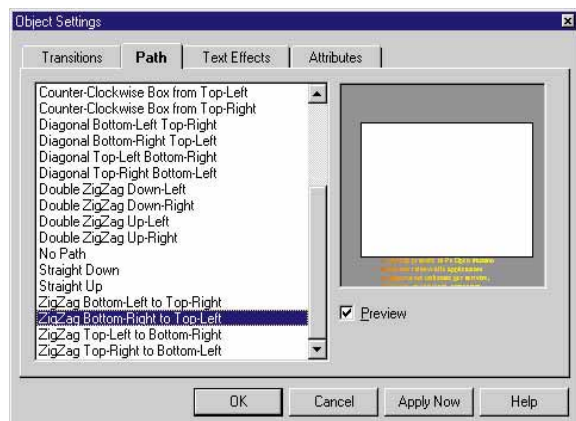 Object Settings
Transitions Path Text Effects Attributes
Counter-Clockwise Box from Top-Left
Counter-Clockwise Box from Top-Right
Diagonal Bottom-Left Top-Right
Diagonal Bottom-Right Top-Left
Diagonal Top-Left Bottom-Right
Diagonal Top-Right Bottom-Left
Double ZigZag Down-Left
Double ZigZag Down-Right
Double ZigZag Up-Left
Double ZigZag Up-Right
No Path
Straight Down
Straight Up
ZigZag Bottom-Left to Top-Right
ZigZag Bottom-Right to Top-Left
ZigZag Top-Left to Bottom-Right
ZigZag Top-Right to Bottom-Left
Preview
OK Cancel Apply Now Help